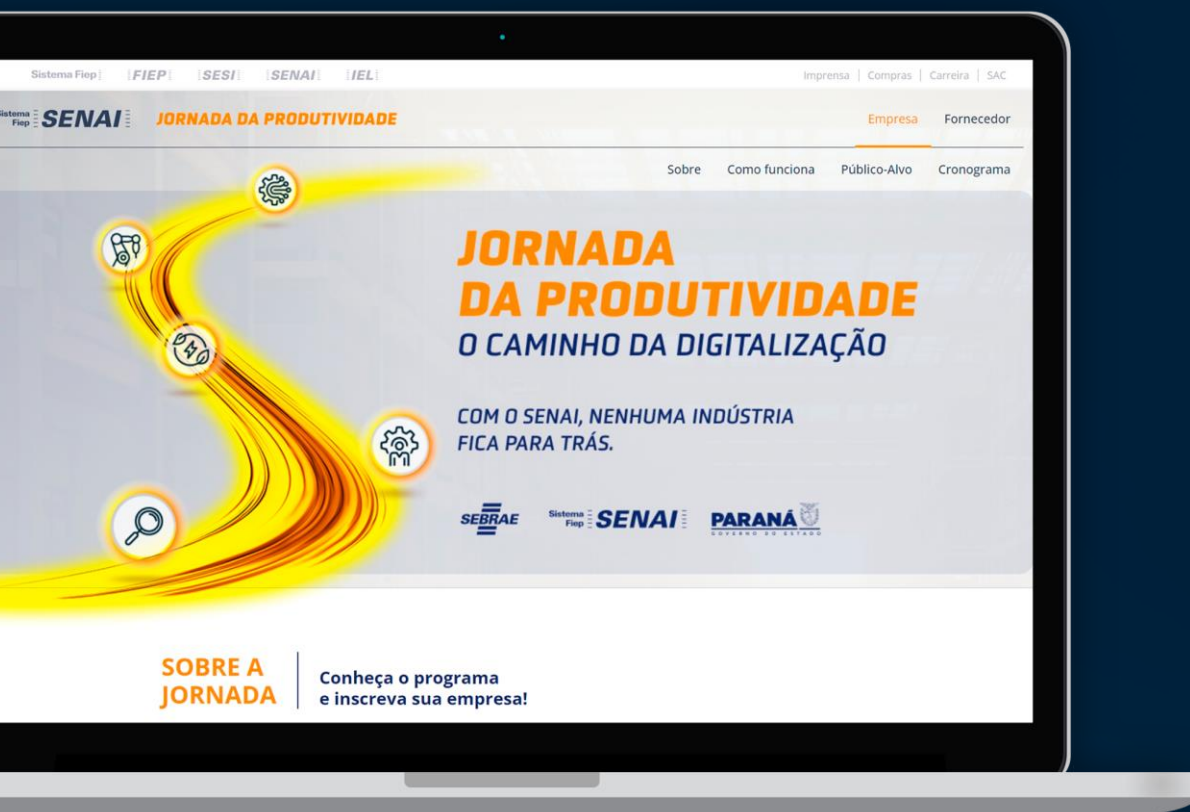 Sistema Fiep FIEP SESI SENAI IEL Imprensa | Compras | Carreira | SAC
Sistema Fiep SENAI JORNADA DA PRODUTIVIDADE Empresa Fornecedor
Sobre Como funciona Público-Alvo Cronograma
JORNADA
DA PRODUTIVIDADE
O CAMINHO DA DIGITALIZAÇÃO
COM O SENAI, NENHUMA INDÚSTRIA
FICA PARA TRÁS.
SEBRAE Sistema Fiep SENAI PARANÁ
GOVERNO DO ESTADO
SOBRE A
JORNADA
Conheça o programa
e inscreva sua empresa!